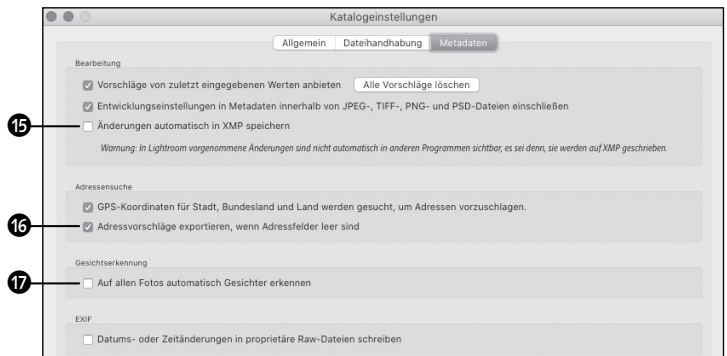 Katalogeinstellungen
Allgemein Dateihandhabung Metadaten
Bearbeitung
Vorschläge von zuletzt eingegebenen Werten anbieten Alle Vorschläge löschen
Entwicklungseinstellungen in Metadaten innerhalb von JPEG-, TIFF-, PNG- und PSD-Dateien einschließen
15 Änderungen automatisch in XMP speichern
Warnung: In Lightroom vorgenommene Änderungen sind nicht automatisch in anderen Programmen sichtbar, es sei denn, sie werden auf XMP geschrieben.
Adressensuche
GPS-Koordinaten für Stadt, Bundesland und Land werden gesucht, um Adressen vorzuschlagen.
16 Adressvorschläge exportieren, wenn Adressfelder leer sind
Gesichtserkennung
17 Auf allen Fotos automatisch Gesichter erkennen
EXIF
Datums- oder Zeitänderungen in proprietäre Raw-Dateien schreiben